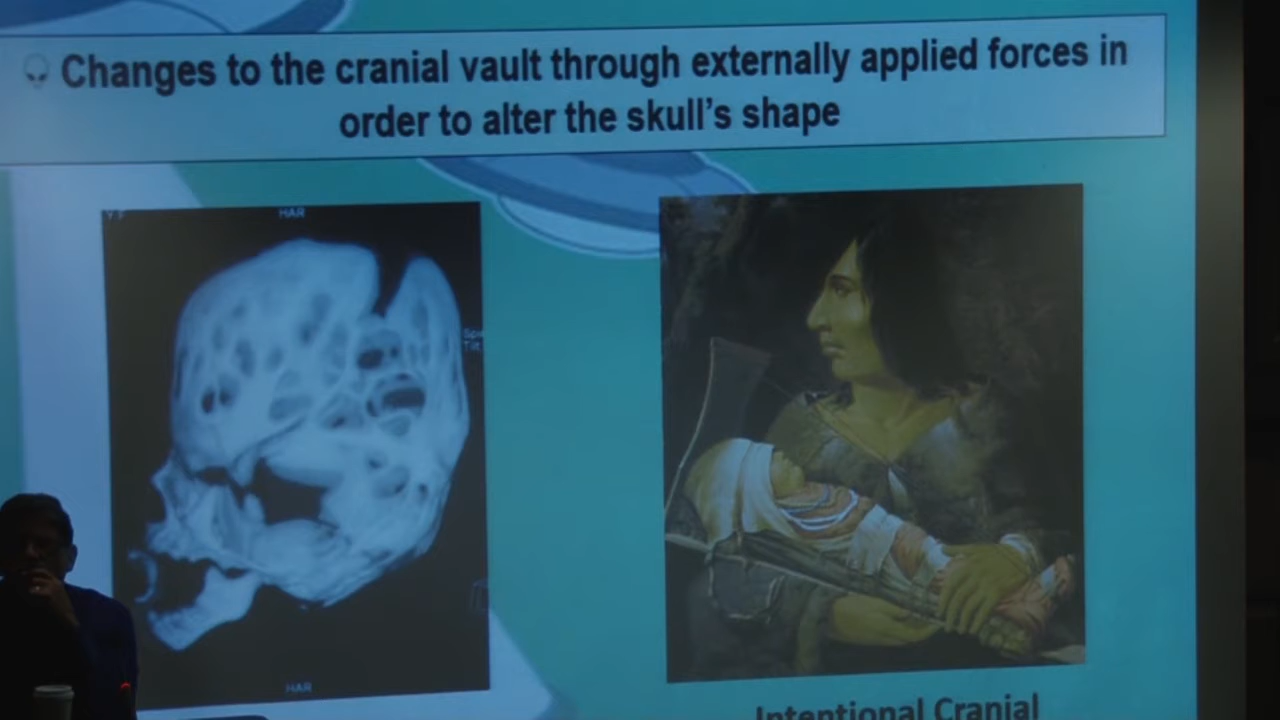 Changes to the cranial vault through externally applied forces in
order to alter the skull's shape
HAR
HAR
Intentional Cranial